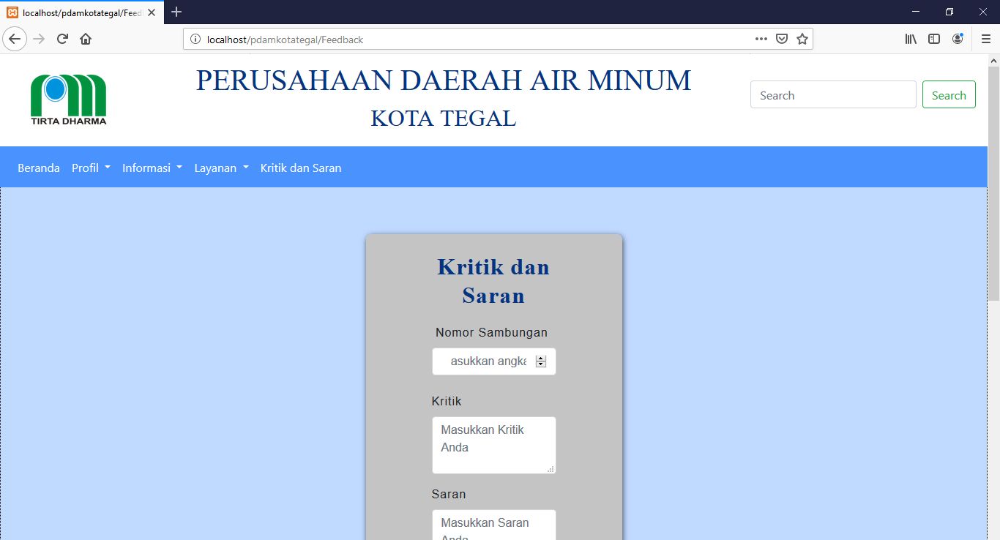 localhost/pdamkotategal/Feed
localhost/pdamkotategal/Feedback
TIRTA DHARMA
PERUSAHAAN DAERAH AIR MINUM
KOTA TEGAL
Search
Search
Beranda Profil Informasi Layanan Kritik dan Saran
Kritik dan
Saran
Nomor Sambungan
asukkan angka
Kritik
Masukkan Kritik
Anda
Saran
Masukkan Saran
Anda